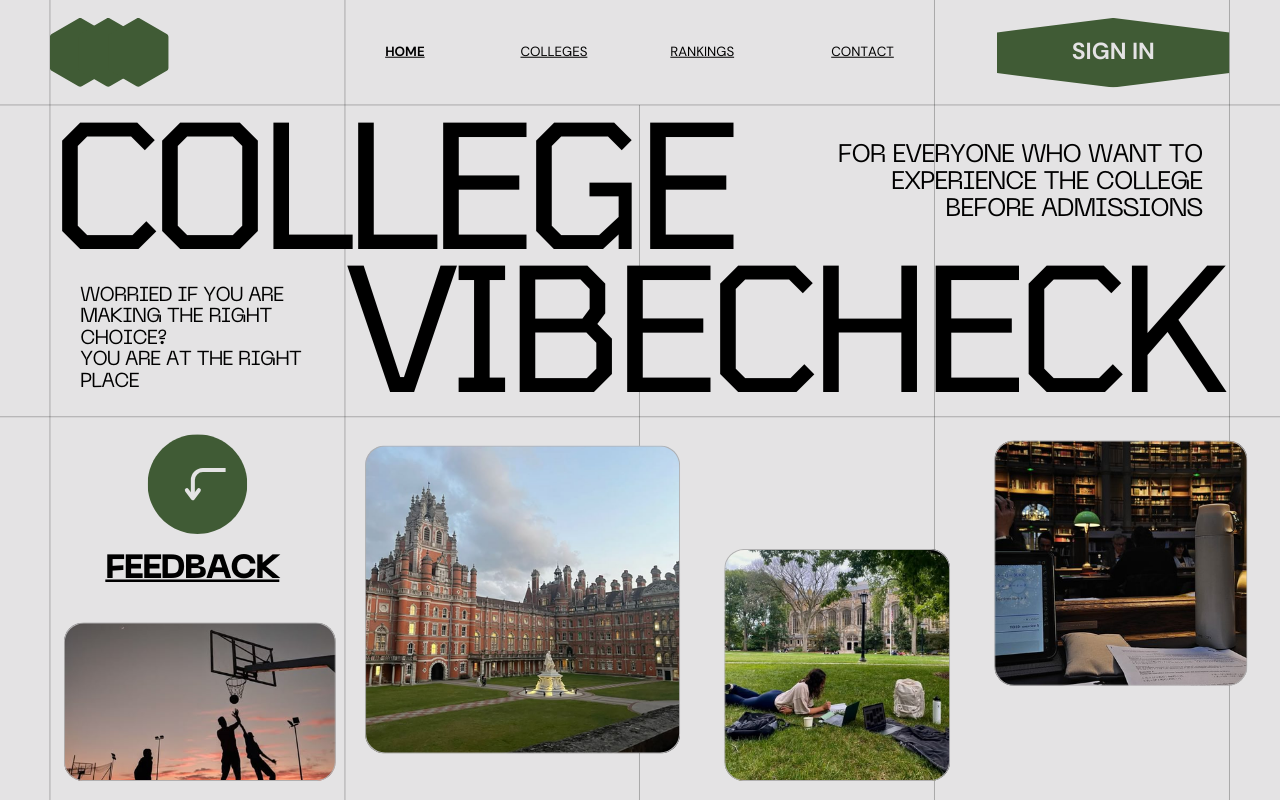 HOME
COLLEGES
RANKINGS
CONTACT
SIGN IN
COLLEGE
FOR EVERYONE WHO WANT TO
EXPERIENCE THE COLLEGE
BEFORE ADMISSIONS
VIBECHECK
WORRIED IF YOU ARE
MAKING THE RIGHT
CHOICE?
YOU ARE AT THE RIGHT
PLACE
FEEDBACK